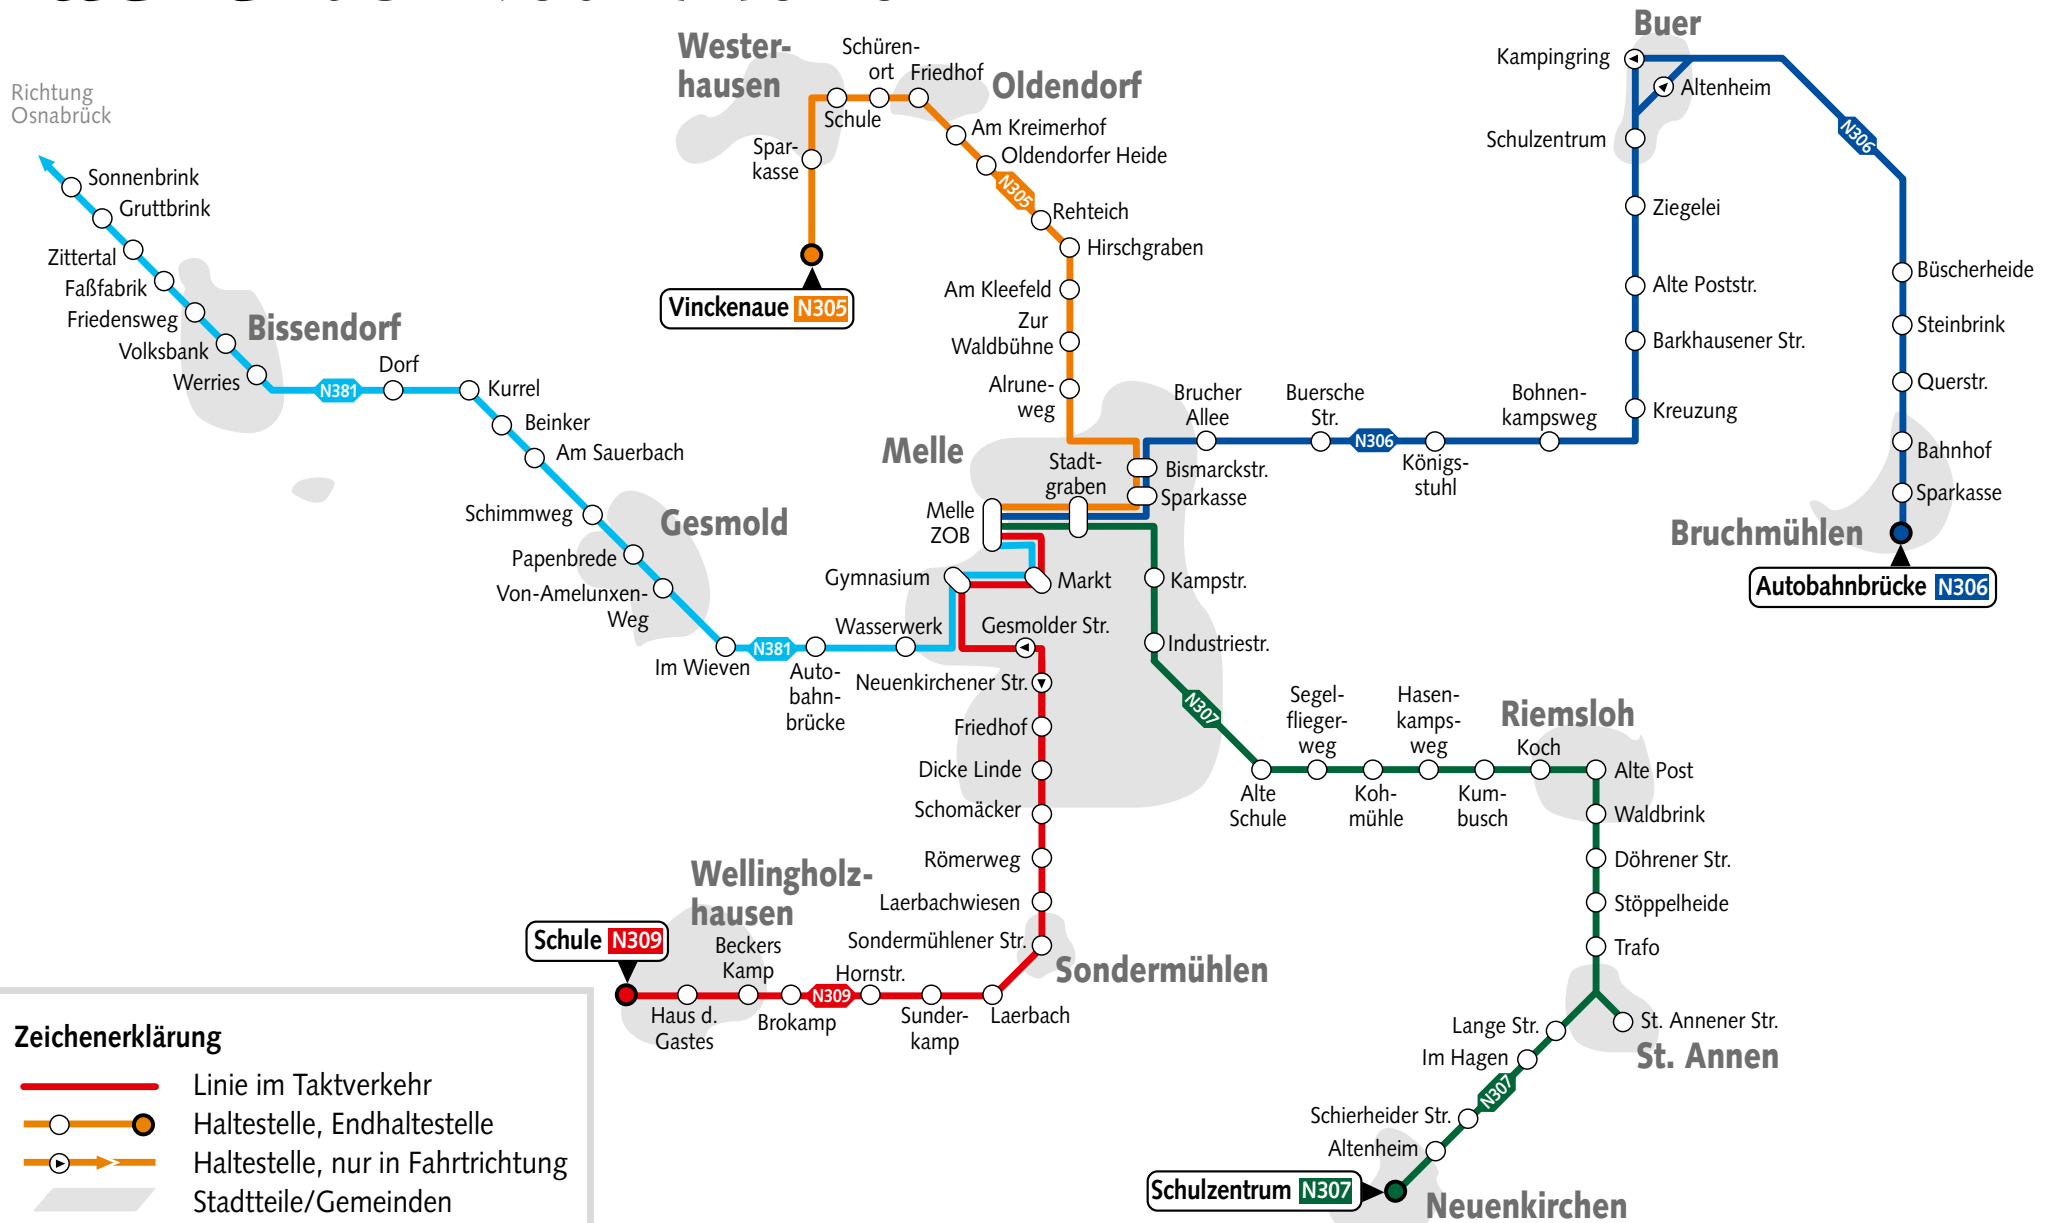 Richtung
Osnabrück
Sonnenbrink
Gruttbrink
Zittertal
Faßfabrik
Friedensweg
Volksbank
Werries
Bissendorf
N381
Dorf
Kurrel
Beinker
Am Sauerbach
Schimmweg
Gesmold
Papenbrede
Von-Amelunxen-
Weg
Im Wieven
N381
Auto-
bahn-
brücke
Wasserwerk
Gymnasium
Markt
Melle
ZOB
Melle
Wester-
hausen
Schüren-
ort
Friedhof
Oldendorf
Schule
Spar-
kasse
Vinckenaue N305
Am Kreimerhof
Oldendorfer Heide
N305
Rehteich
Hirschgraben
Am Kleefeld
Zur
Waldbühne
Alrune-
weg
Stadt-
graben
Bismarckstr.
Sparkasse
Brucher
Allee
Buersche
Str.
N306
Königs-
stuhl
Bohnen-
kampsweg
Kreuzung
Barkhausener Str.
Alte Poststr.
Ziegelei
Schulzentrum
Kampingring
Buer
Altenheim
N306
Büscherheide
Steinbrink
Querstr.
Bahnhof
Sparkasse
Bruchmühlen
Autobahnbrücke N306
Kampstr.
Industriestr.
N307
Alte
Schule
Segel-
flieger-
weg
Koh-
mühle
Hasen-
kamps-
weg
Kum-
busch
Koch
Riemsloh
Alte Post
Waldbrink
Döhrener Str.
Stöppelheide
Trafo
St. Annener Str.
St. Annen
Lange Str.
Im Hagen
N307
Schierheider Str.
Altenheim
Schulzentrum N307
Neuenkirchen
Gesmolder Str.
Neuenkirchener Str.
Friedhof
Dicke Linde
Schomäcker
Römerweg
Laerbachwiesen
Sondermühlener Str.
Sondermühlen
Laerbach
Sunder-
kamp
Hornstr.
N309
Brokamp
Beckers
Kamp
Haus d.
Gastes
Wellingholz-
hausen
Schule N309
Zeichenerklärung
Linie im Taktverkehr
Haltestelle, Endhaltestelle
Haltestelle, nur in Fahrtrichtung
Stadtteile/Gemeinden